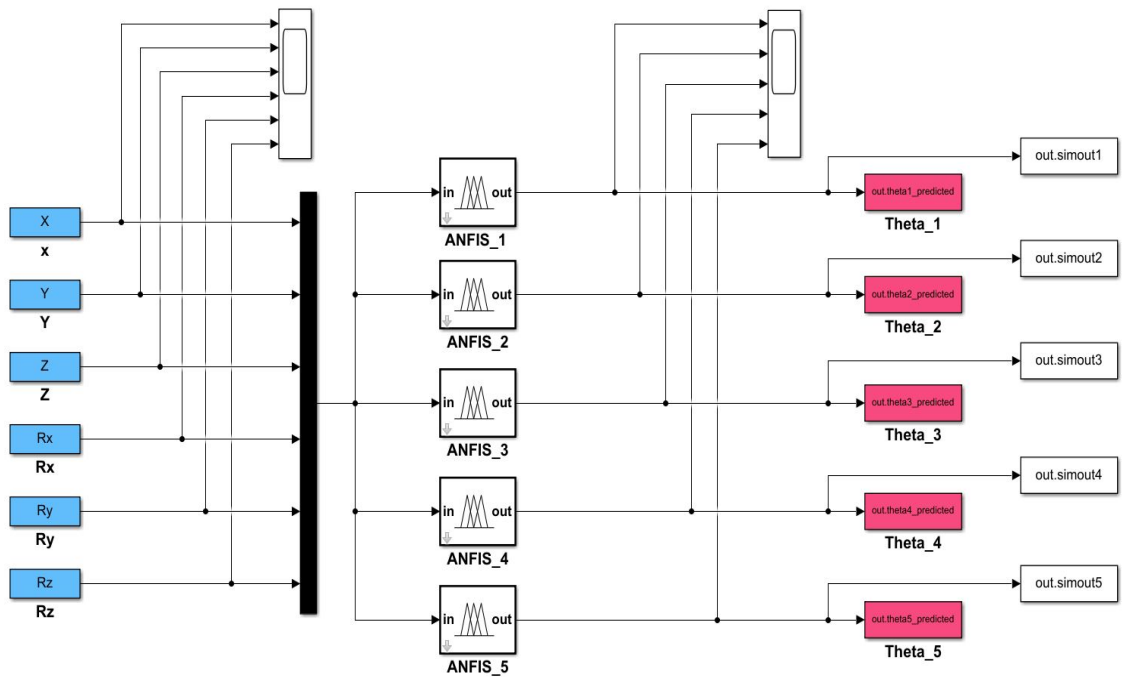 X
x
Y
Y
Z
Z
Rx
Rx
Ry
Ry
Rz
Rz
in out
ANFIS_1
in out
ANFIS_2
in out
ANFIS_3
in out
ANFIS_4
in out
ANFIS_5
out.theta1_predicted
Theta_1
out.theta2_predicted
Theta_2
out.theta3_predicted
Theta_3
out.theta4_predicted
Theta_4
out.theta5_predicted
Theta_5
out.simout1
out.simout2
out.simout3
out.simout4
out.simout5